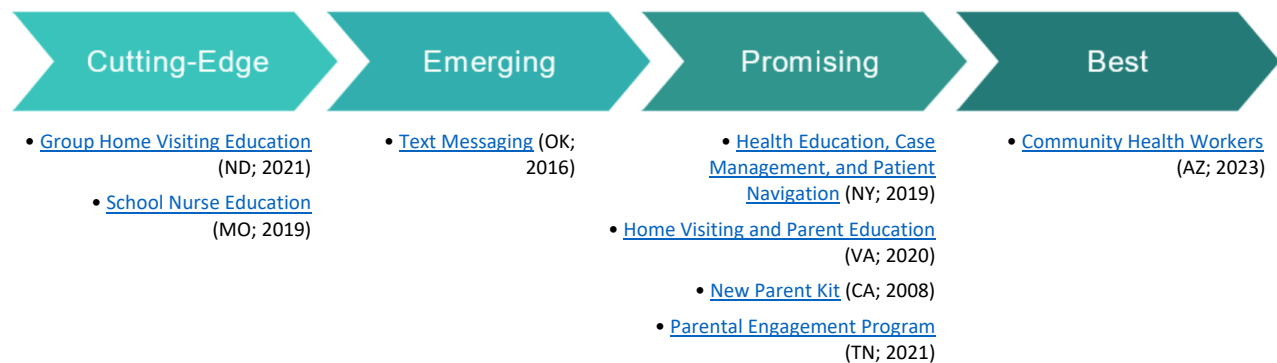 Cutting-Edge
Emerging
Promising
Best
• Group Home Visiting Education
(ND; 2021)
• School Nurse Education
(MO; 2019)
• Text Messaging (OK;
2016)
• Health Education, Case
Management, and Patient
Navigation (NY; 2019)
• Home Visiting and Parent Education
(VA; 2020)
• New Parent Kit (CA; 2008)
• Parental Engagement Program
(TN; 2021)
• Community Health Workers
(AZ; 2023)